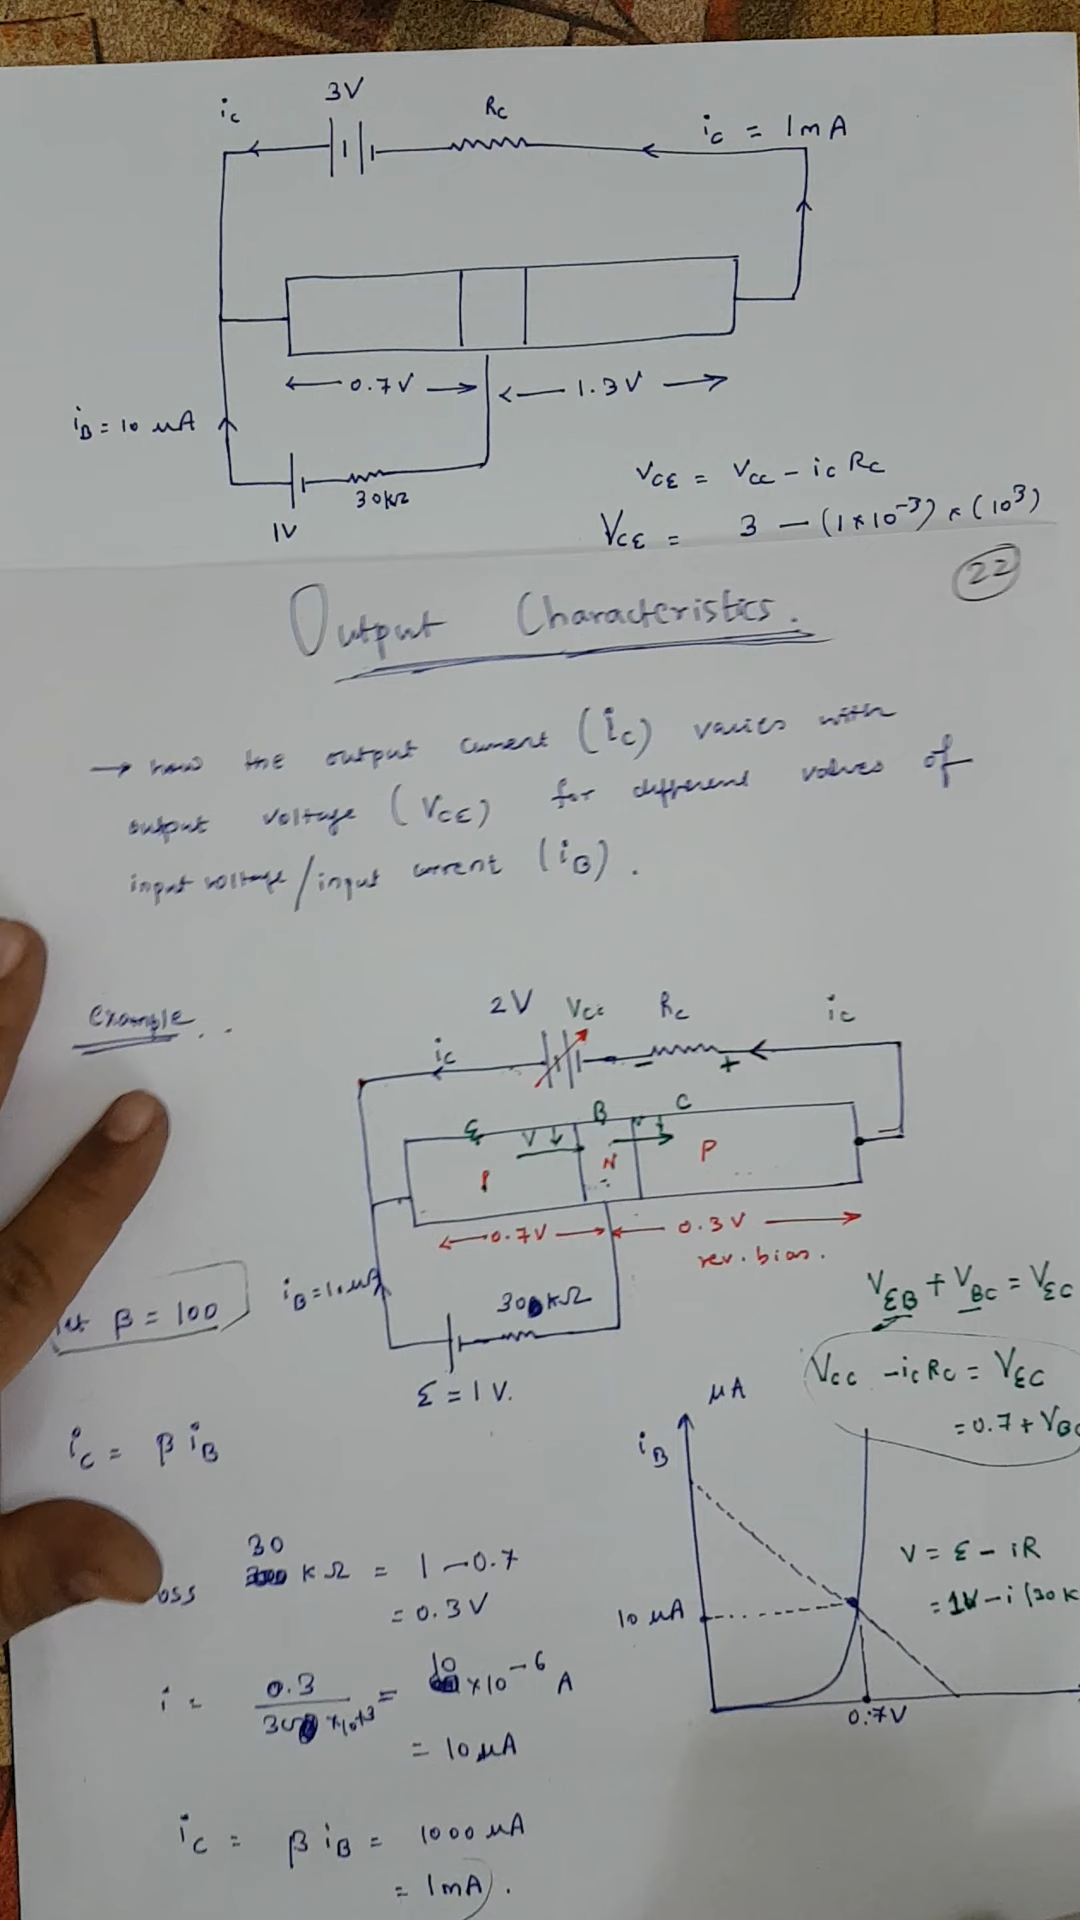 3V
ic
Rc
ic = 1mA
0.7V
1.3V
iB = 10 μA
30kΩ
1V
VCE = Vcc - ic Rc
VCE = 3 - (1×10⁻³) × (10³)
22
Output Characteristics.
→ how the output current (ic) varies with
output voltage (VCE) for different values of
input voltage/input current (iB).
Example..
2V Vcc Rc ic
ic
- +
E V B C
N P
0.7V 0.3V
rev. bias.
β = 100
iB = 10μA
30 kΩ
ℰ = 1V.
VEB + VBC = VEC
Vcc - ic Rc = VEC
= 0.7 +
ic = β iB
μA
iB
30
kΩ = 1 - 0.7
= 0.3V
V = ℰ - iR
= 1V - i (30 K
10 μA
0.7V
i = 0.3 / 30 ×10+3 = 10 ×10⁻⁶ A
= 10 μA
ic = β iB = 1000 μA
= 1mA.